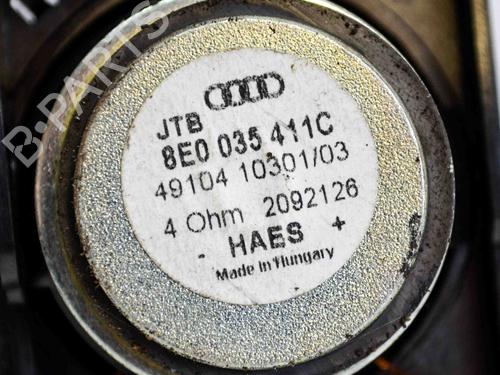 B-PARTS
JTB
8E0 035 411C
49104 10301/03
4 Ohm 2092126
- HAES +
Made in Hungary